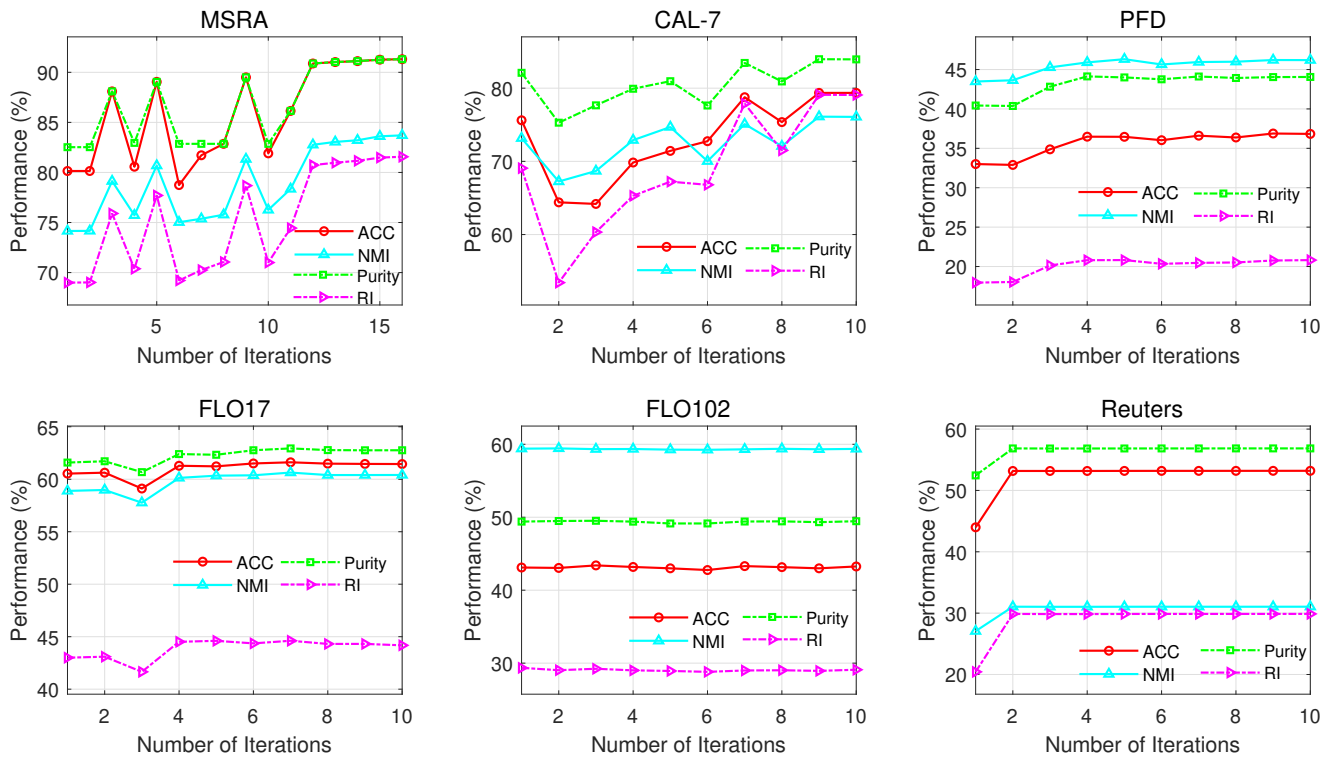 MSRA
Performance (%)
90
85
80
75
70
5
10
15
Number of Iterations
ACC
NMI
Purity
RI
CAL-7
Performance (%)
80
70
60
2
4
6
8
10
Number of Iterations
ACC
NMI
Purity
RI
PFD
Performance (%)
45
40
35
30
25
20
2
4
6
8
10
Number of Iterations
ACC
NMI
Purity
RI
FLO17
Performance (%)
65
60
55
50
45
40
2
4
6
8
10
Number of Iterations
ACC
NMI
Purity
RI
FLO102
Performance (%)
60
50
40
30
2
4
6
8
10
Number of Iterations
ACC
NMI
Purity
RI
Reuters
Performance (%)
60
50
40
30
20
2
4
6
8
10
Number of Iterations
ACC
NMI
Purity
RI